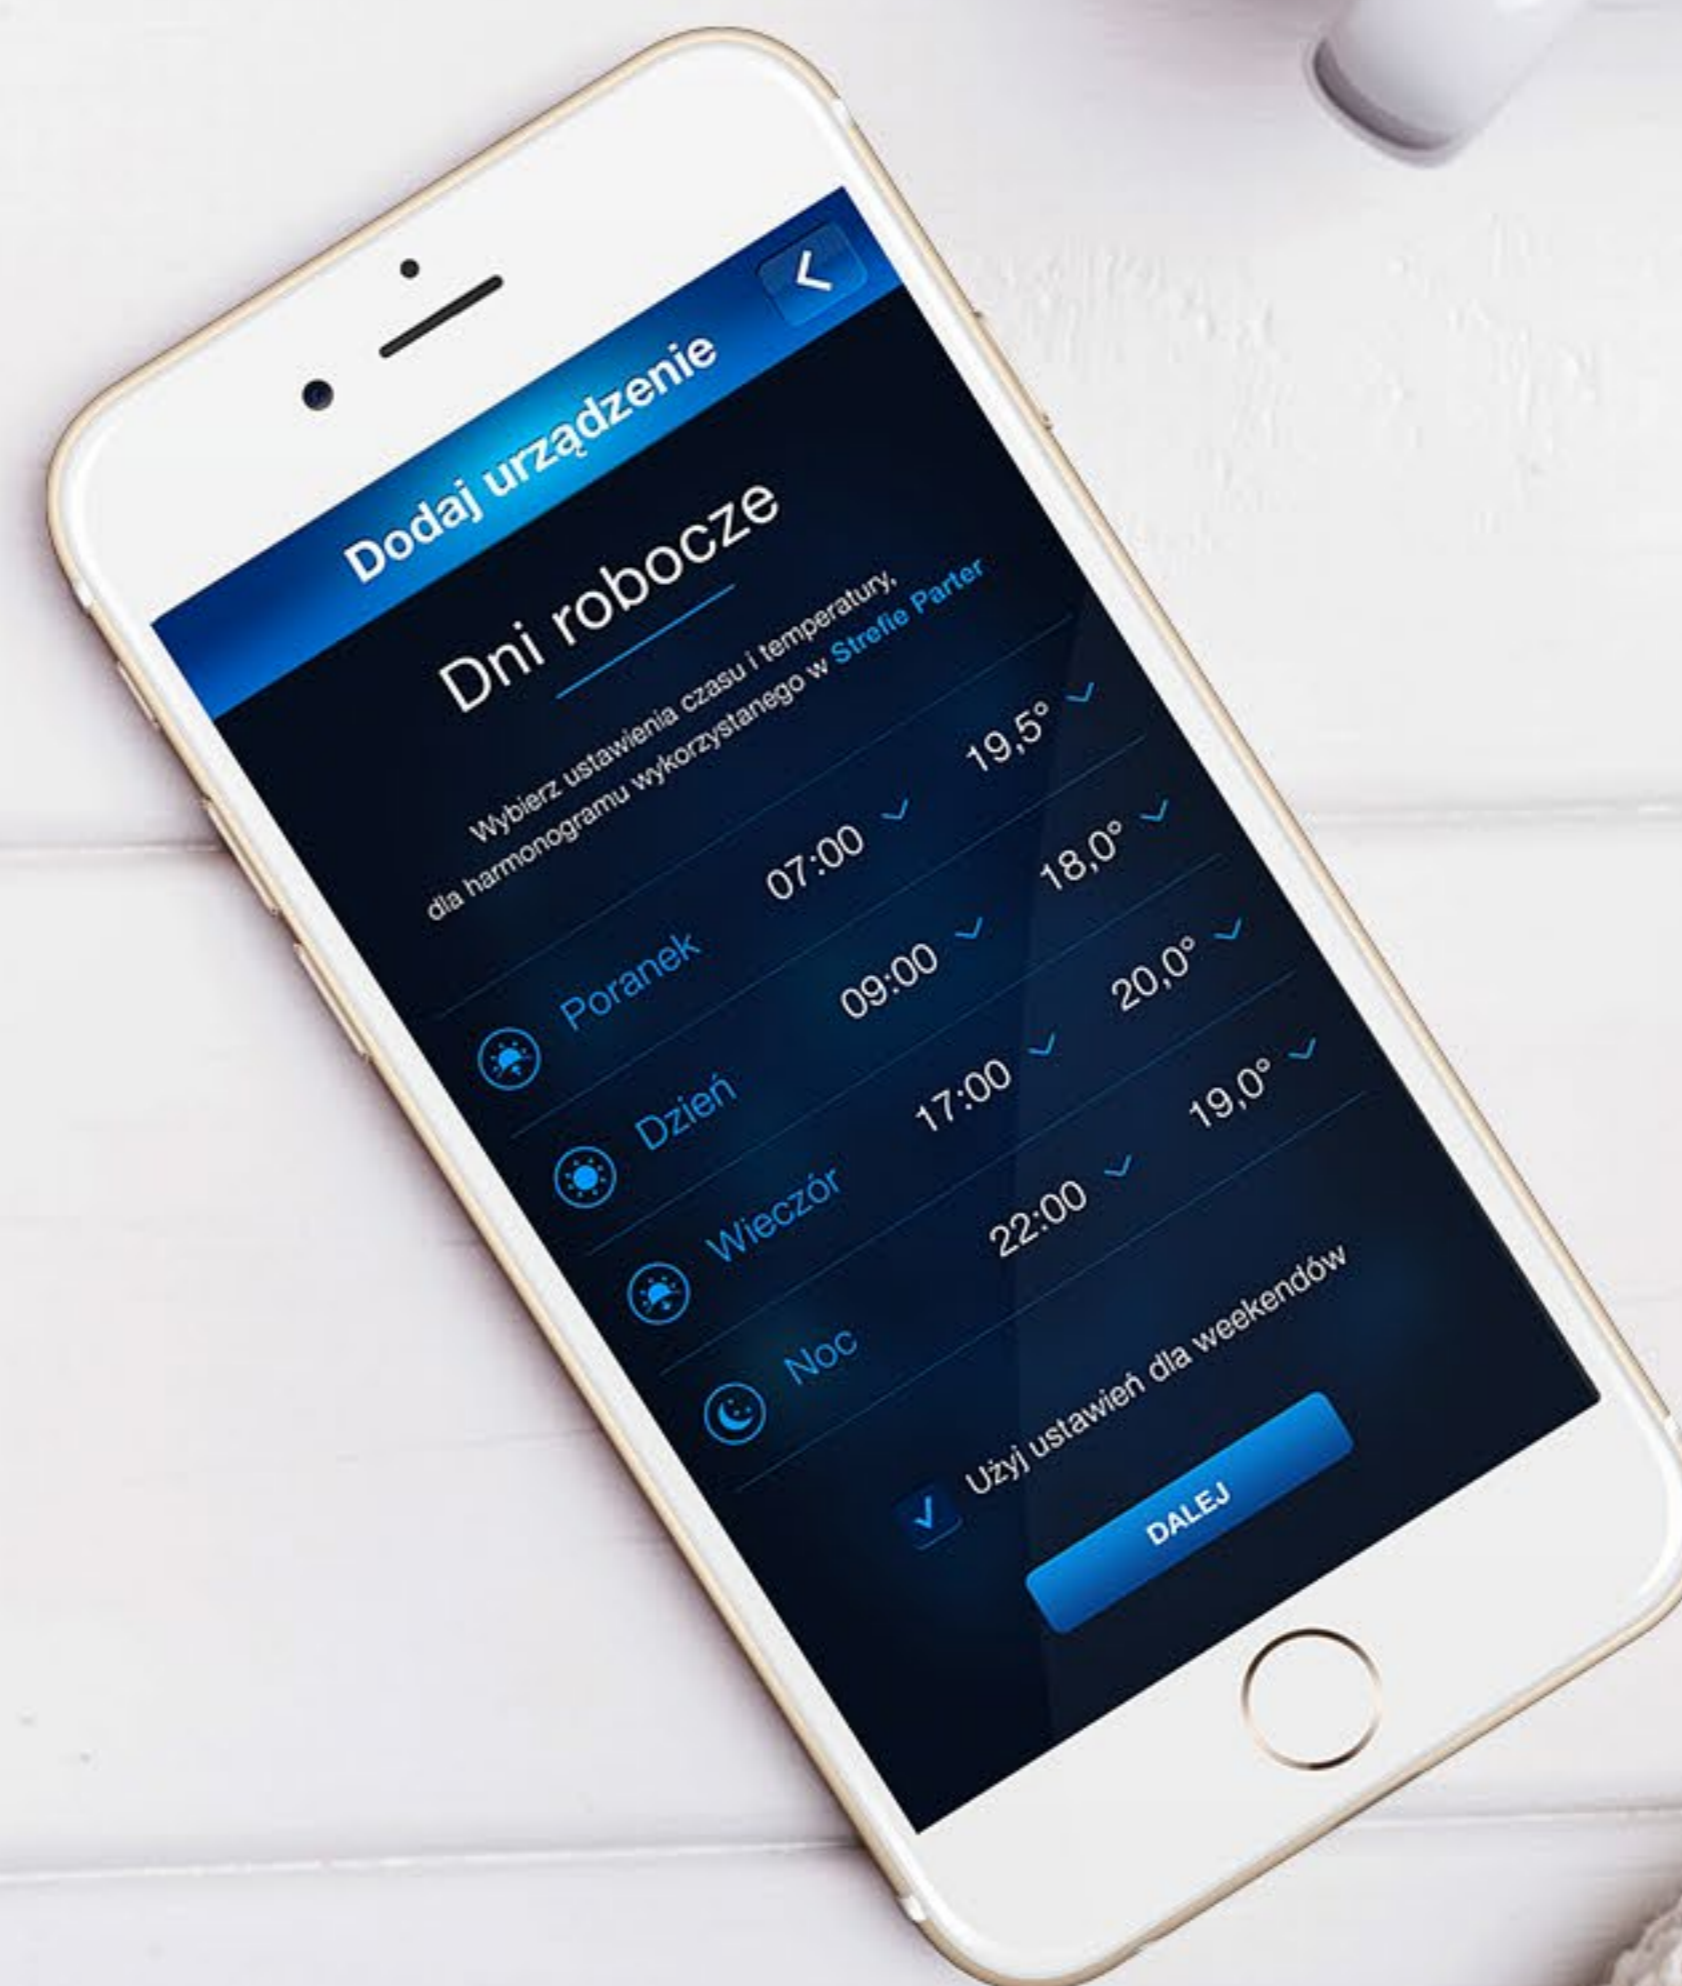 Dodaj urządzenie
Dni robocze
Wybierz ustawienia czasu i temperatury,
dla harmonogramu wykorzystanego w Strefie Parter
Poranek 07:00 19,5°
Dzień 09:00 18,0°
Wieczór 17:00 20,0°
Noc 22:00 19,0°
Użyj ustawień dla weekendów
DALEJ